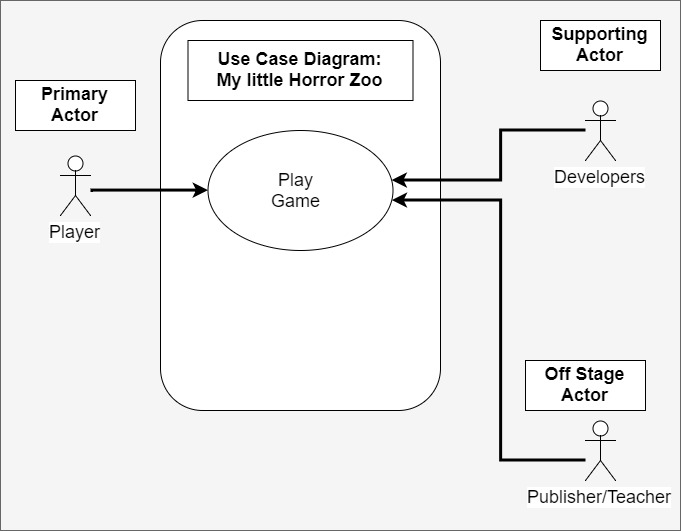 Use Case Diagram:
My little Horror Zoo
Primary
Actor
Player
Play
Game
Supporting
Actor
Developers
Off Stage
Actor
Publisher/Teacher